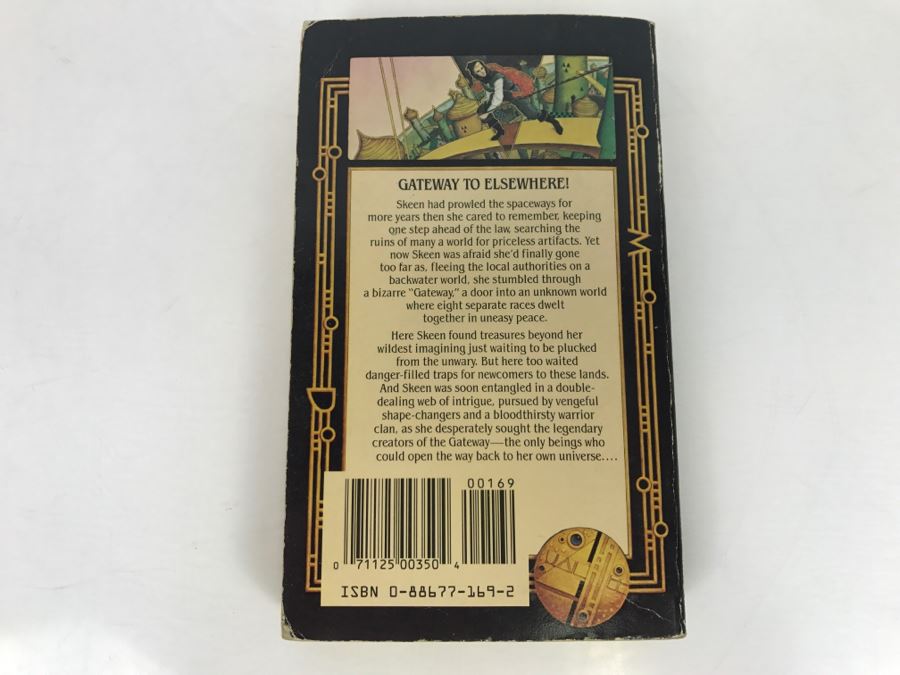 GATEWAY TO ELSEWHERE!
Skeen had prowled the spaceways for
more years then she cared to remember, keeping
one step ahead of the law, searching the
ruins of many a world for priceless artifacts. Yet
now Skeen was afraid she'd finally gone
too far as, fleeing the local authorities on a
backwater world, she stumbled through
a bizarre "Gateway," a door into an unknown world
where eight separate races dwelt
together in uneasy peace.
Here Skeen found treasures beyond her
wildest imagining just waiting to be plucked
from the unwary. But here too waited
danger-filled traps for newcomers to these lands.
And Skeen was soon entangled in a double-
dealing web of intrigue, pursued by vengeful
shape-changers and a bloodthirsty warrior
clan, as she desperately sought the legendary
creators of the Gateway—the only beings who
could open the way back to her own universe....
00169
0 71125 00350 4
ISBN 0-88677-169-2